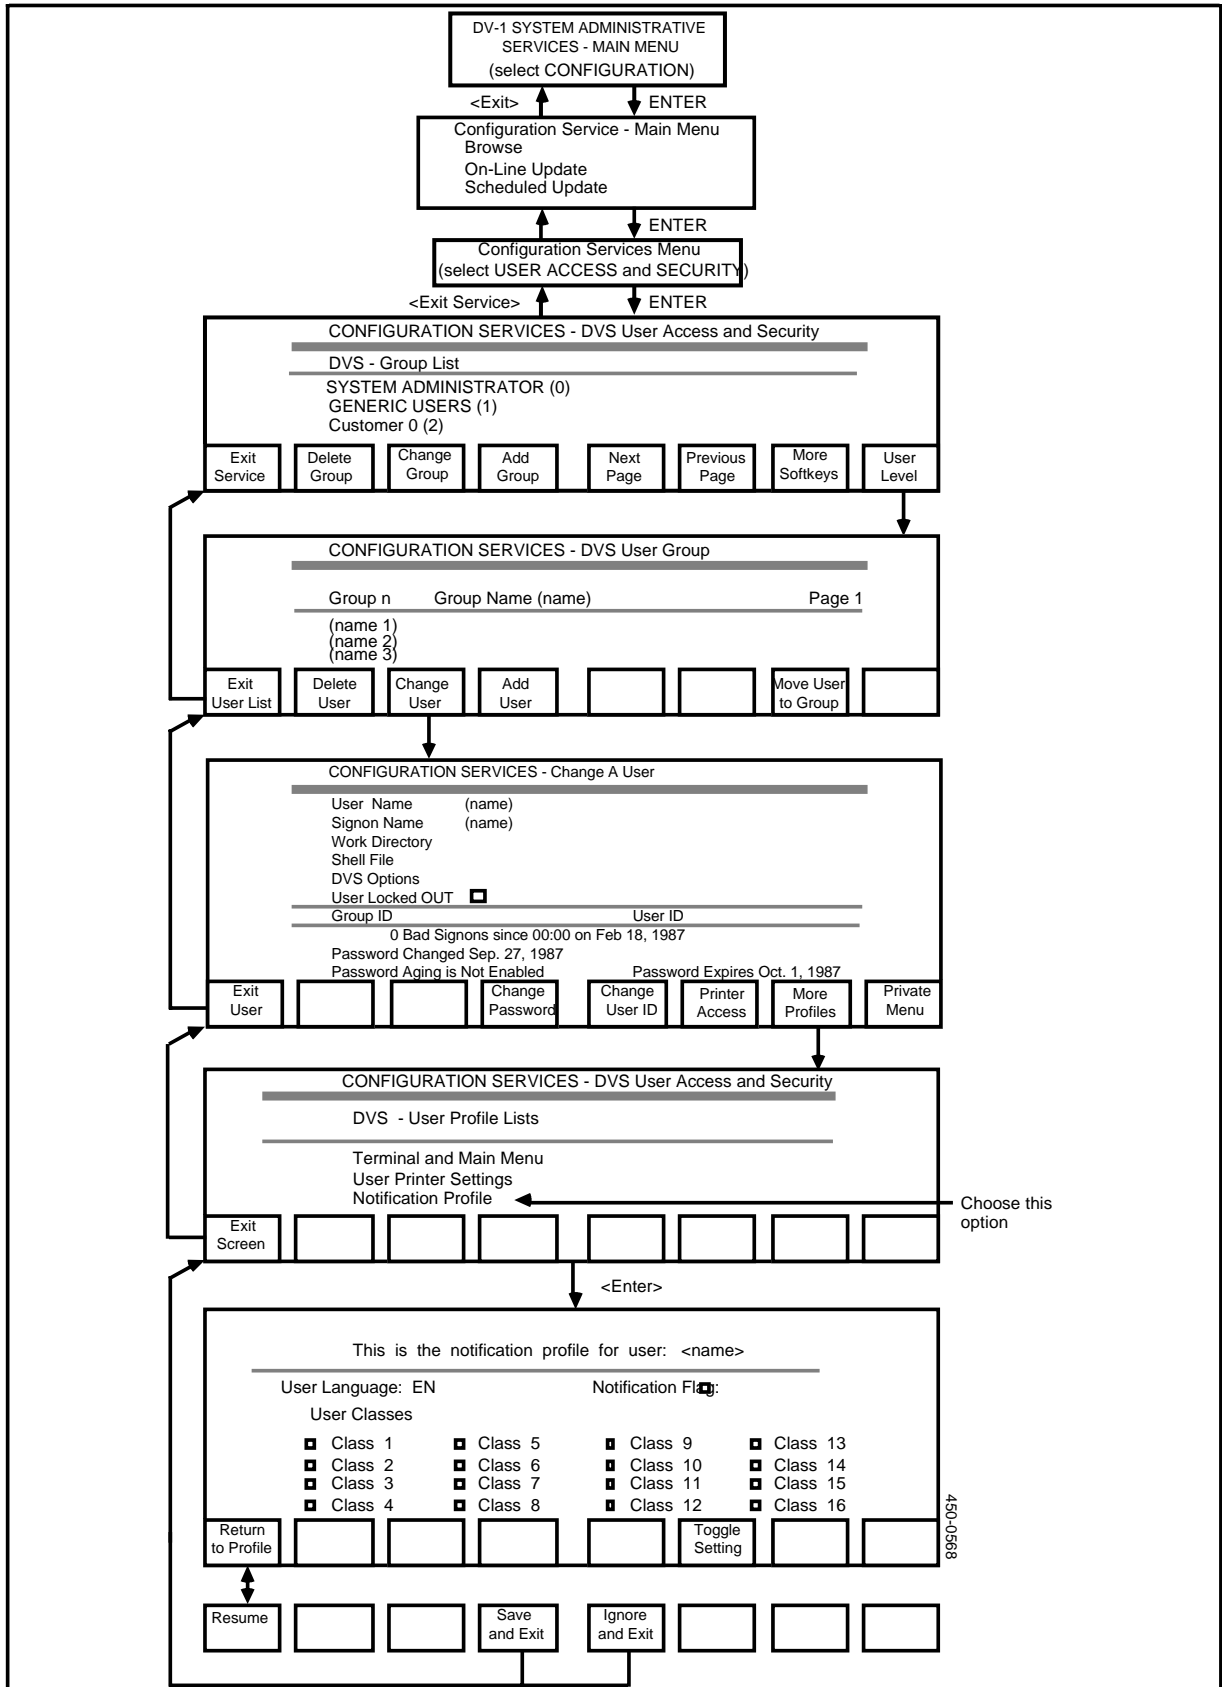 DV-1 SYSTEM ADMINISTRATIVE
SERVICES - MAIN MENU
(select CONFIGURATION)
<Exit> ENTER
Configuration Service - Main Menu
Browse
On-Line Update
Scheduled Update
ENTER
Configuration Services Menu
(select USER ACCESS and SECURITY)
<Exit Service> ENTER
CONFIGURATION SERVICES - DVS User Access and Security
DVS - Group List
SYSTEM ADMINISTRATOR (0)
GENERIC USERS (1)
Customer 0 (2)
Exit Service
Delete Group
Change Group
Add Group
Next Page
Previous Page
More Softkeys
User Level
CONFIGURATION SERVICES - DVS User Group
Group n Group Name (name) Page 1
(name 1)
(name 2)
(name 3)
Exit User List
Delete User
Change User
Add User
Move User to Group
CONFIGURATION SERVICES - Change A User
User Name (name)
Signon Name (name)
Work Directory
Shell File
DVS Options
User Locked OUT
Group ID User ID
0 Bad Signons since 00:00 on Feb 18, 1987
Password Changed Sep. 27, 1987
Password Aging is Not Enabled Password Expires Oct. 1, 1987
Exit User
Change Password
Change User ID
Printer Access
More Profiles
Private Menu
CONFIGURATION SERVICES - DVS User Access and Security
DVS - User Profile Lists
Terminal and Main Menu
User Printer Settings
Notification Profile
Choose this
option
Exit Screen
<Enter>
This is the notification profile for user: <name>
User Language: EN Notification Flag:
User Classes
Class 1 Class 5 Class 9 Class 13
Class 2 Class 6 Class 10 Class 14
Class 3 Class 7 Class 11 Class 15
Class 4 Class 8 Class 12 Class 16
Return to Profile
Toggle Setting
450-0568
Resume
Save and Exit
Ignore and Exit